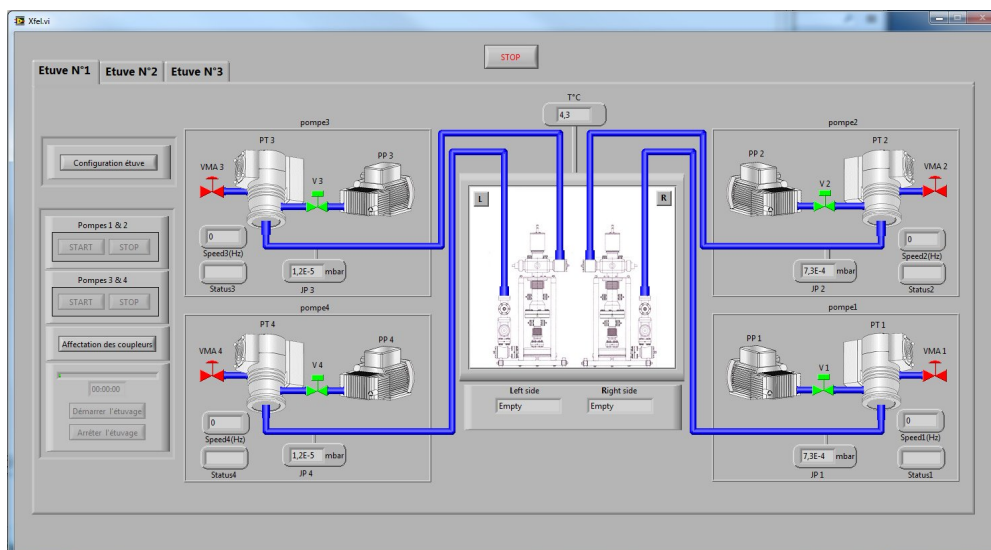 Xfel.vi
STOP
Etuve N°1 Etuve N°2 Etuve N°3
T°C
4,3
Configuration étuve
Pompes 1 & 2
START STOP
Pompes 3 & 4
START STOP
Affectation des coupleurs
00:00:00
Démarrer l'étuvage
Arrêter l'étuvage
pompe3
PT 3
VMA 3
V 3
PP 3
0
Speed3(Hz)
Status3
1,2E-5 mbar
JP 3
pompe4
PT 4
VMA 4
V 4
PP 4
0
Speed4(Hz)
Status4
1,2E-5 mbar
JP 4
L R
Left side Right side
Empty Empty
pompe2
PT 2
PP 2
V 2
VMA 2
0
Speed2(Hz)
Status2
7,3E-4 mbar
JP 2
pompe1
PT 1
PP 1
V 1
VMA 1
0
Speed1(Hz)
Status1
7,3E-4 mbar
JP 1